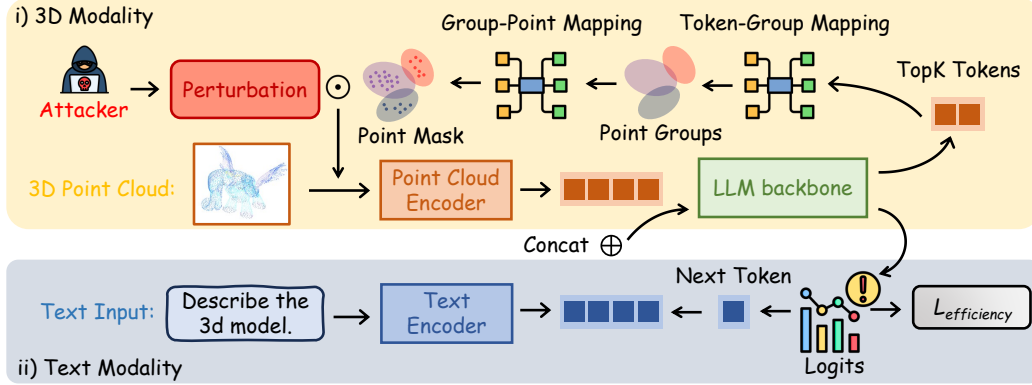 i) 3D Modality
Group-Point Mapping
Token-Group Mapping
TopK Tokens
Attacker
Perturbation
Point Mask
Point Groups
3D Point Cloud:
Point Cloud
Encoder
LLM backbone
Concat
Next Token
Text Input:
Describe the
3d model.
Text
Encoder
Logits
L_efficiency
ii) Text Modality